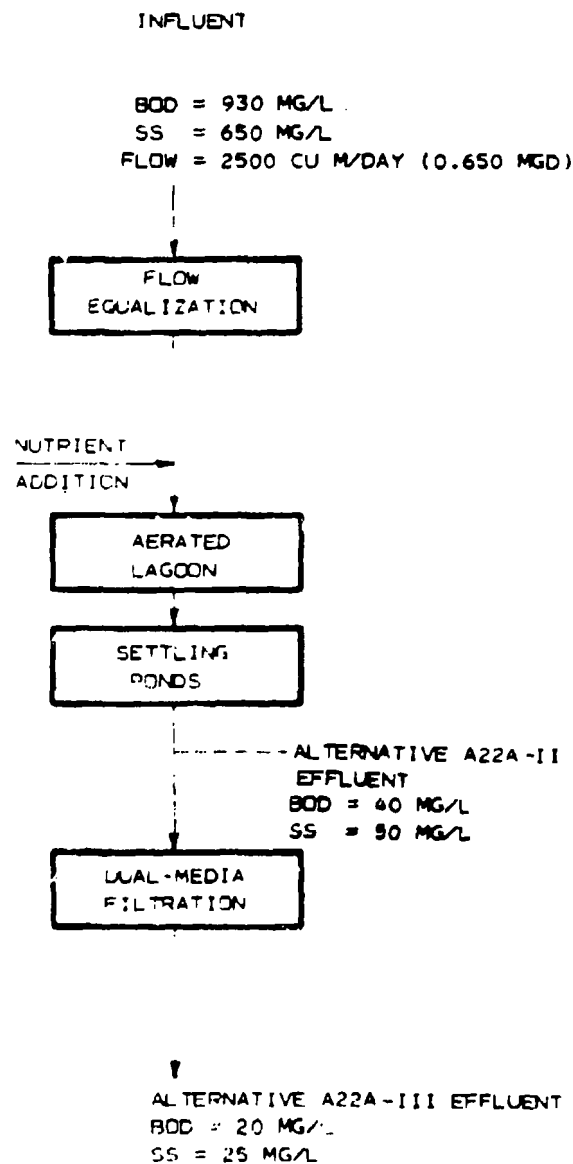 INFLUENT
BOD = 930 MG/L
SS = 650 MG/L
FLOW = 2500 CU M/DAY (0.650 MGD)
FLOW
EQUALIZATION
NUTRIENT
ADDITION
AERATED
LAGOON
SETTLING
PONDS
ALTERNATIVE A22A-II
EFFLUENT
BOD = 40 MG/L
SS = 50 MG/L
DUAL-MEDIA
FILTRATION
ALTERNATIVE A22A-III EFFLUENT
BOD = 20 MG/L
SS = 25 MG/L